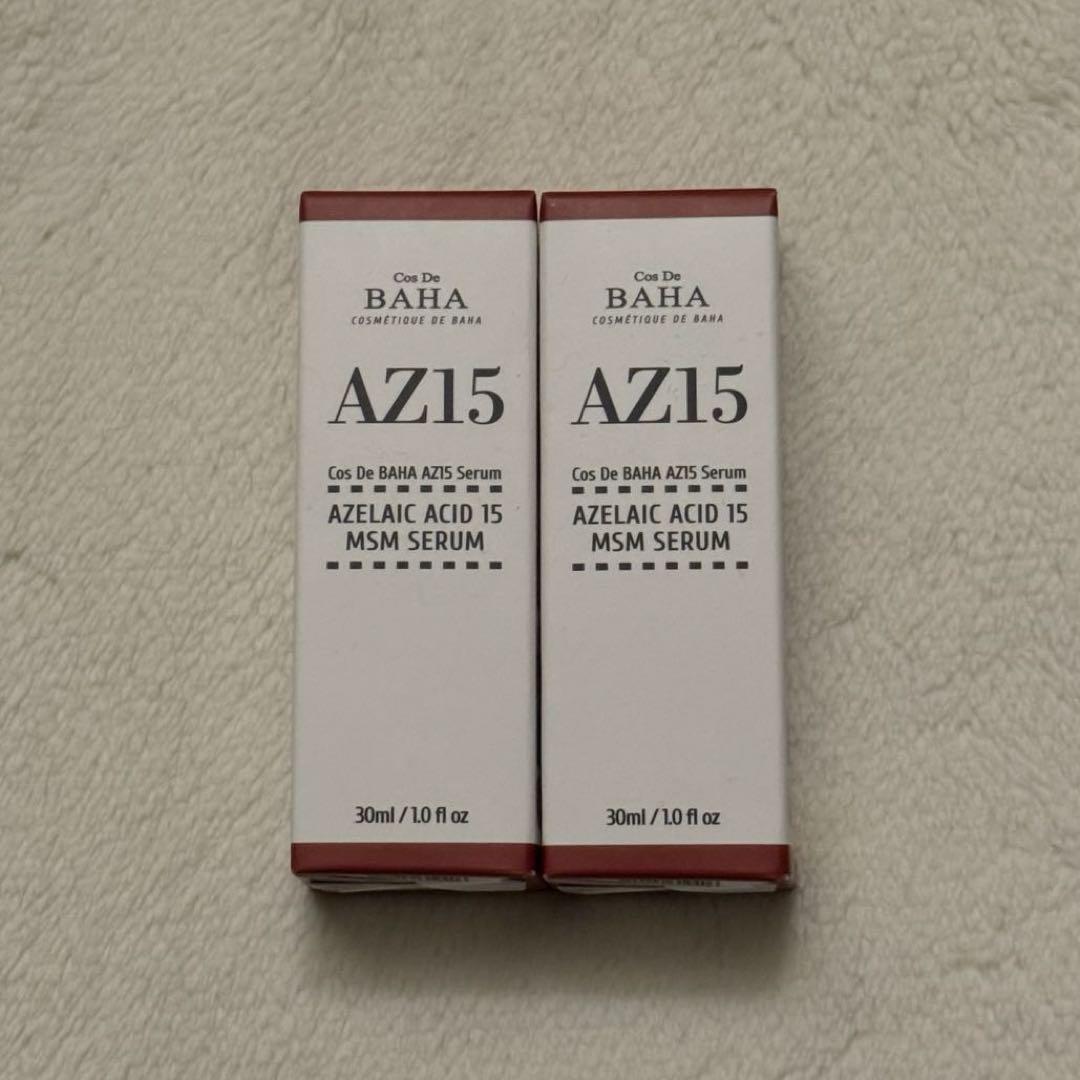 Cos De
BAHA
COSMÉTIQUE DE BAHA
AZ15
Cos De BAHA AZ15 Serum
AZELAIC ACID 15
MSM SERUM
30ml / 1.0 fl oz
Cos De
BAHA
COSMÉTIQUE DE BAHA
AZ15
Cos De BAHA AZ15 Serum
AZELAIC ACID 15
MSM SERUM
30ml / 1.0 fl oz